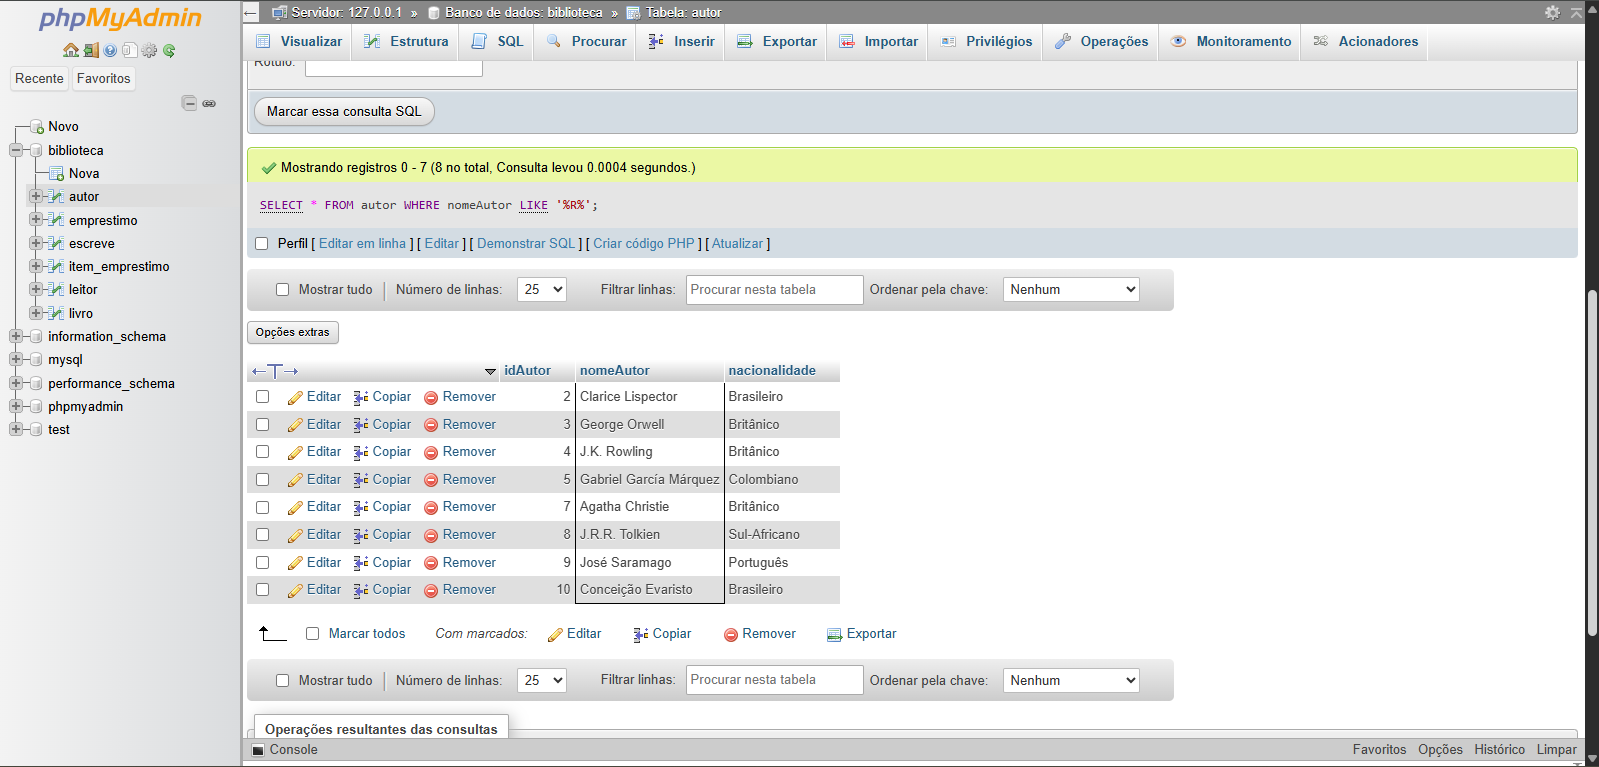 phpMyAdmin
Recente Favoritos
Novo
biblioteca
Nova
autor
emprestimo
escreve
item_emprestimo
leitor
livro
information_schema
mysql
performance_schema
phpmyadmin
test
Servidor: 127.0.0.1 » Banco de dados: biblioteca » Tabela: autor
Visualizar Estrutura SQL Procurar Inserir Exportar Importar Privilégios Operações Monitoramento Acionadores
Rótulo:
Marcar essa consulta SQL
Mostrando registros 0 - 7 (8 no total, Consulta levou 0.0004 segundos.)
SELECT * FROM autor WHERE nomeAutor LIKE '%R%';
Perfil [ Editar em linha ] [ Editar ] [ Demonstrar SQL ] [ Criar código PHP ] [ Atualizar ]
Mostrar tudo | Número de linhas: 25 Filtrar linhas: Procurar nesta tabela Ordenar pela chave: Nenhum
Opções extras
←T→ idAutor nomeAutor nacionalidade
Editar Copiar Remover 2 Clarice Lispector Brasileiro
Editar Copiar Remover 3 George Orwell Britânico
Editar Copiar Remover 4 J.K. Rowling Britânico
Editar Copiar Remover 5 Gabriel García Márquez Colombiano
Editar Copiar Remover 7 Agatha Christie Britânico
Editar Copiar Remover 8 J.R.R. Tolkien Sul-Africano
Editar Copiar Remover 9 José Saramago Português
Editar Copiar Remover 10 Conceição Evaristo Brasileiro
Marcar todos Com marcados: Editar Copiar Remover Exportar
Mostrar tudo | Número de linhas: 25 Filtrar linhas: Procurar nesta tabela Ordenar pela chave: Nenhum
Operações resultantes das consultas
Console Favoritos Opções Histórico Limpar